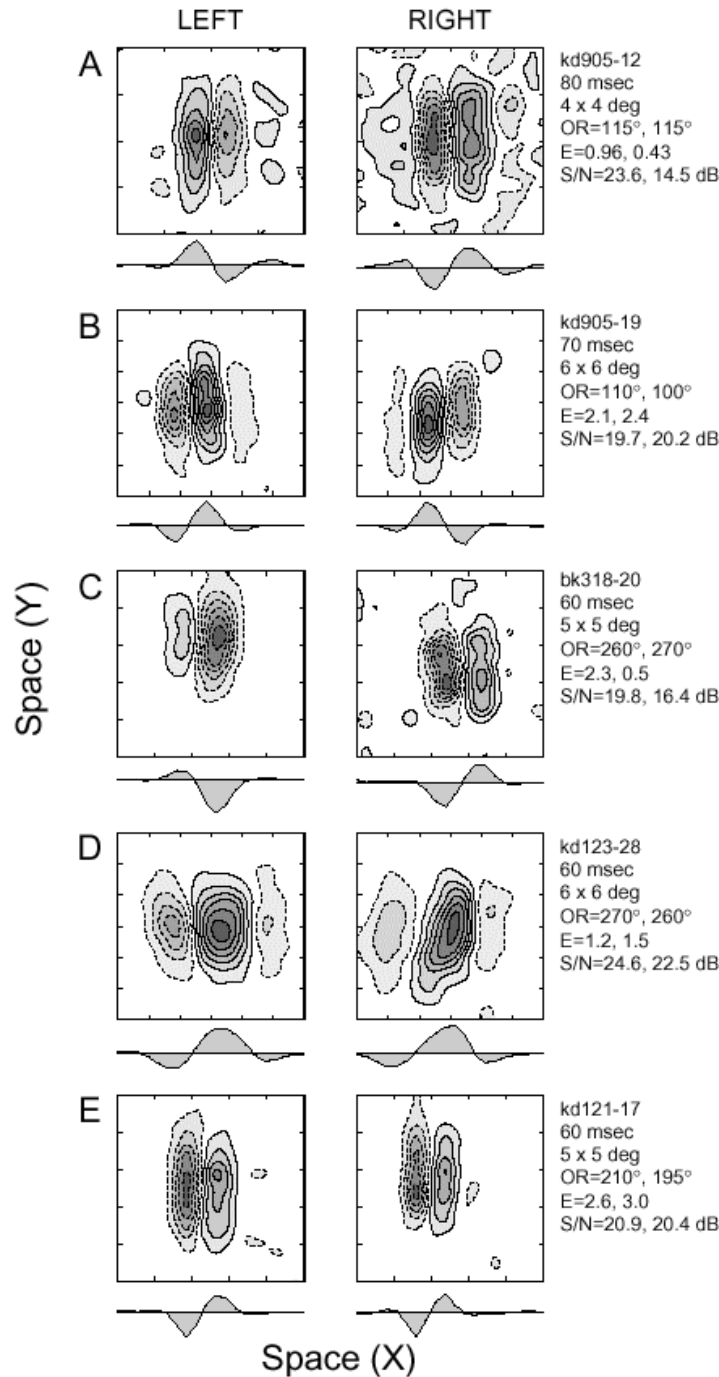 LEFT
RIGHT
A
kd905-12
80 msec
4 x 4 deg
OR=115°, 115°
E=0.96, 0.43
S/N=23.6, 14.5 dB
B
kd905-19
70 msec
6 x 6 deg
OR=110°, 100°
E=2.1, 2.4
S/N=19.7, 20.2 dB
C
bk318-20
60 msec
5 x 5 deg
OR=260°, 270°
E=2.3, 0.5
S/N=19.8, 16.4 dB
Space (Y)
D
kd123-28
60 msec
6 x 6 deg
OR=270°, 260°
E=1.2, 1.5
S/N=24.6, 22.5 dB
E
kd121-17
60 msec
5 x 5 deg
OR=210°, 195°
E=2.6, 3.0
S/N=20.9, 20.4 dB
Space (X)